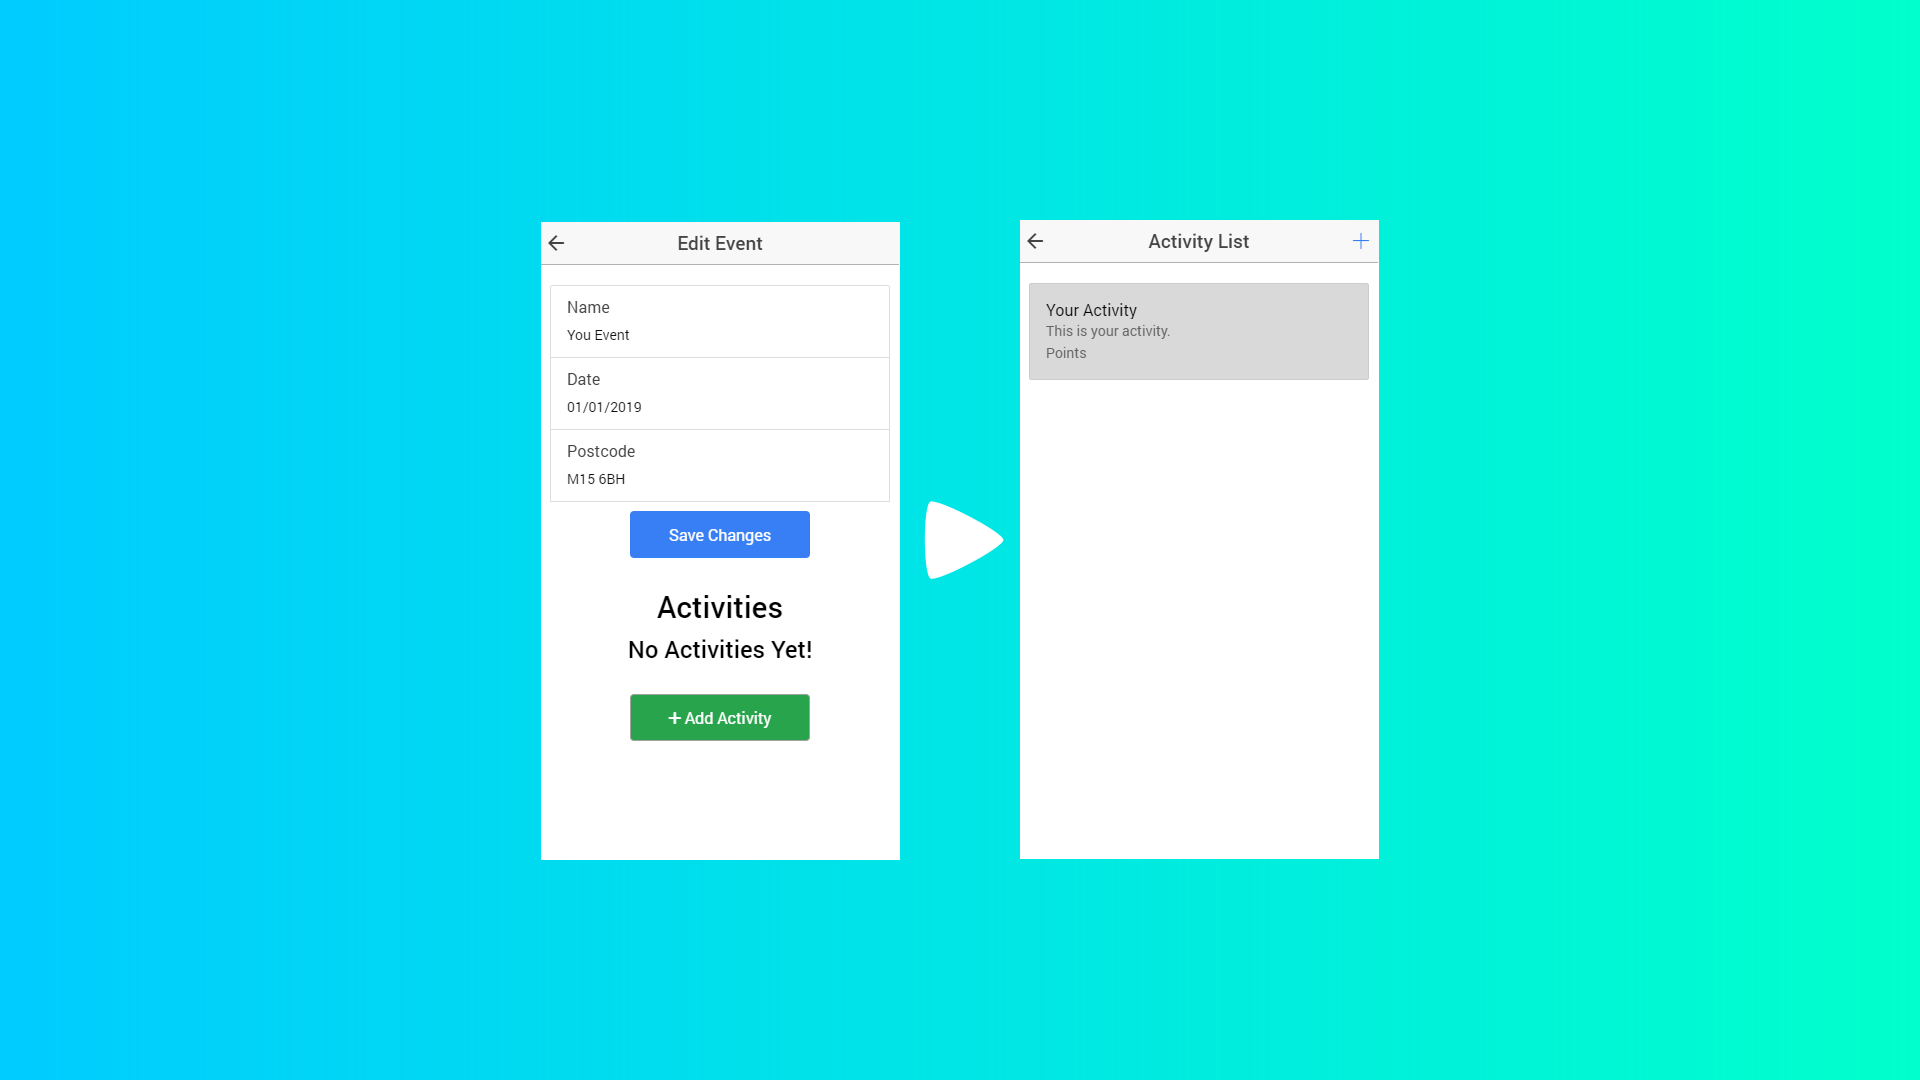 Edit Event
Name
You Event
Date
01/01/2019
Postcode
M15 6BH
Save Changes
Activities
No Activities Yet!
+ Add Activity
Activity List
Your Activity
This is your activity.
Points